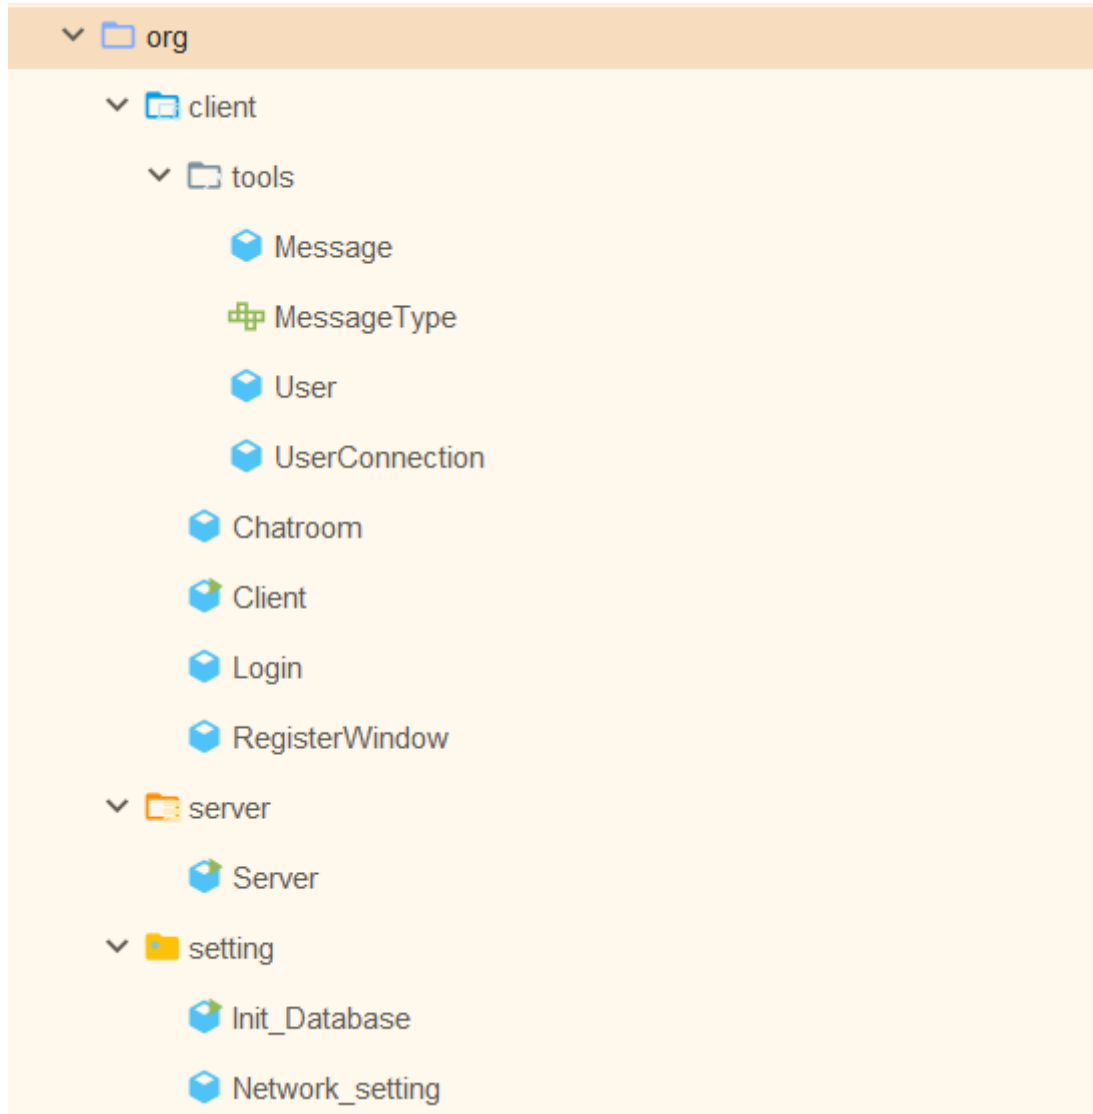 org
client
tools
Message
MessageType
User
UserConnection
Chatroom
Client
Login
RegisterWindow
server
Server
setting
Init_Database
Network_setting